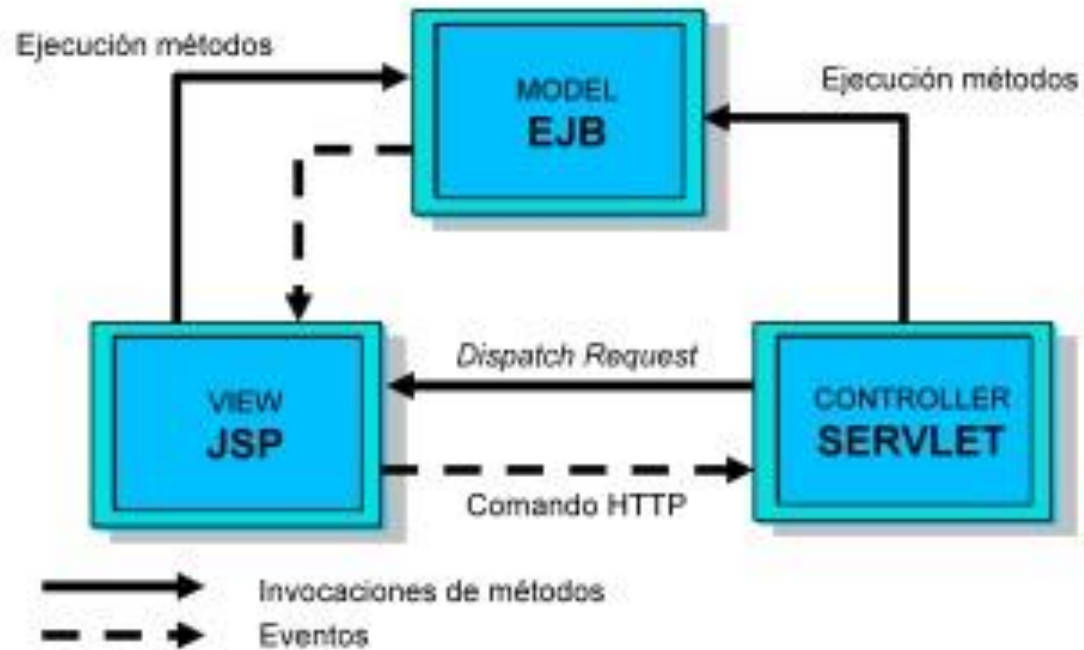 Ejecución métodos
MODEL
EJB
Ejecución métodos
Dispatch Request
VIEW
JSP
CONTROLLER
SERVLET
Comando HTTP
Invocaciones de métodos
Eventos